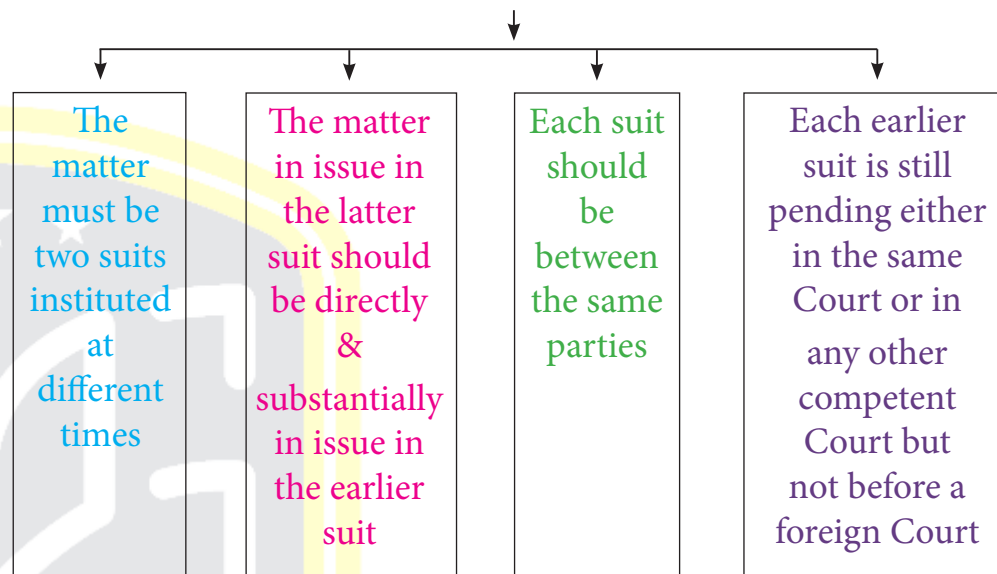 The
matter
must be
two suits
instituted
at
different
times
The matter
in issue in
the latter
suit should
be directly
&
substantially
in issue in
the earlier
suit
Each suit
should
be
between
the same
parties
Each earlier
suit is still
pending either
in the same
Court or in
any other
competent
Court but
not before a
foreign Court